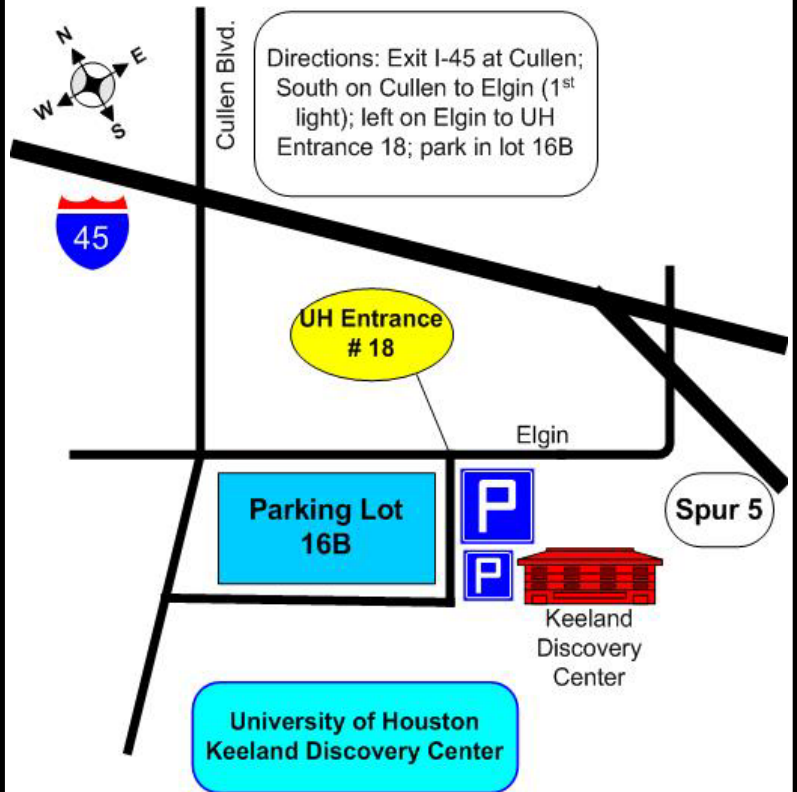 N
E
W
S
Cullen Blvd.
Directions: Exit I-45 at Cullen;
South on Cullen to Elgin (1st
light); left on Elgin to UH
Entrance 18; park in lot 16B
45
UH Entrance
# 18
Elgin
Parking Lot
16B
P
P
Spur 5
Keeland
Discovery
Center
University of Houston
Keeland Discovery Center